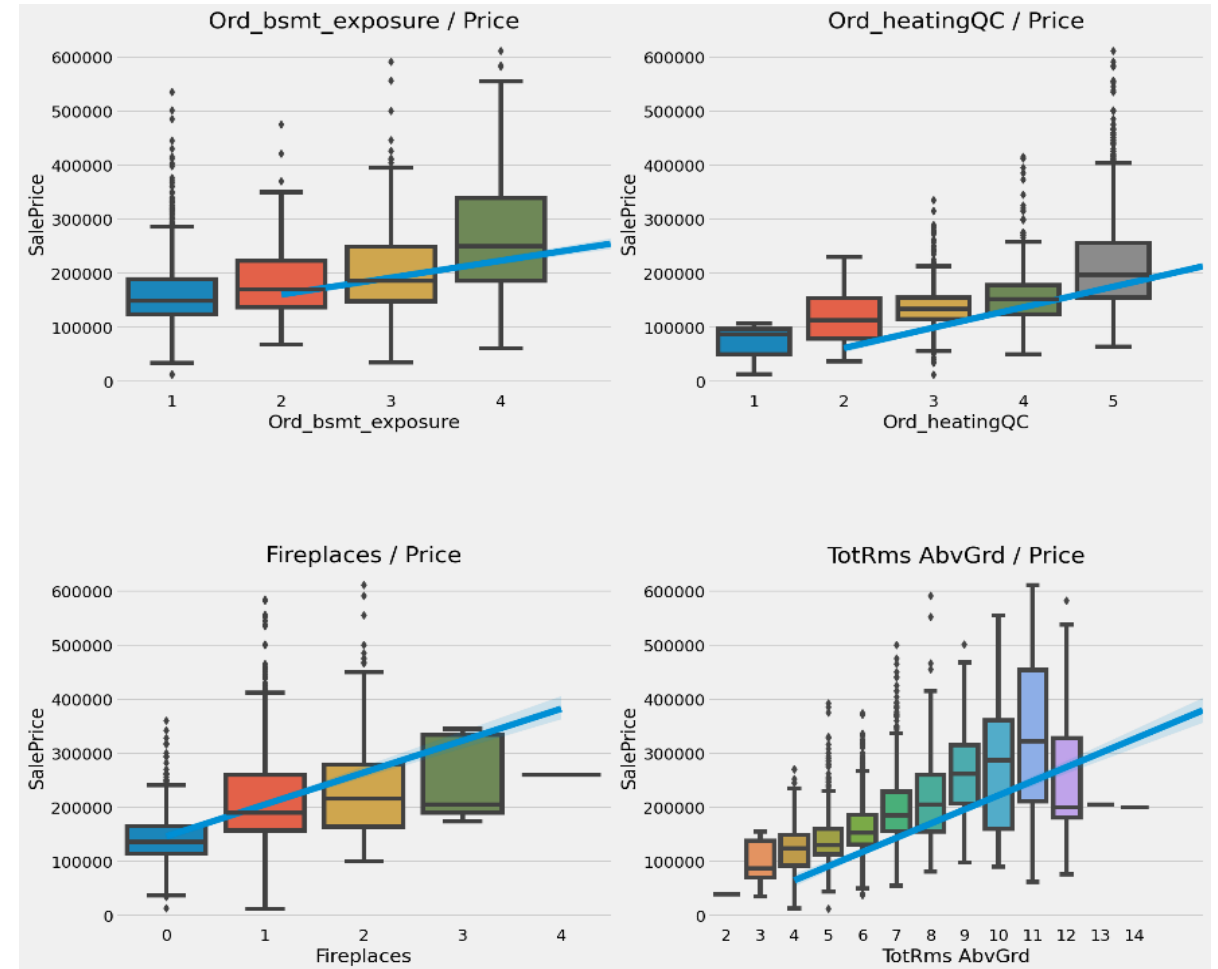 Ord_bsmt_exposure / Price
600000
500000
400000
300000
200000
100000
0
SalePrice
1 2 3 4
Ord_bsmt_exposure
Ord_heatingQC / Price
600000
500000
400000
300000
200000
100000
0
SalePrice
1 2 3 4 5
Ord_heatingQC
Fireplaces / Price
600000
500000
400000
300000
200000
100000
0
SalePrice
0 1 2 3 4
Fireplaces
TotRms AbvGrd / Price
600000
500000
400000
300000
200000
100000
0
SalePrice
2 3 4 5 6 7 8 9 10 11 12 13 14
TotRms AbvGrd